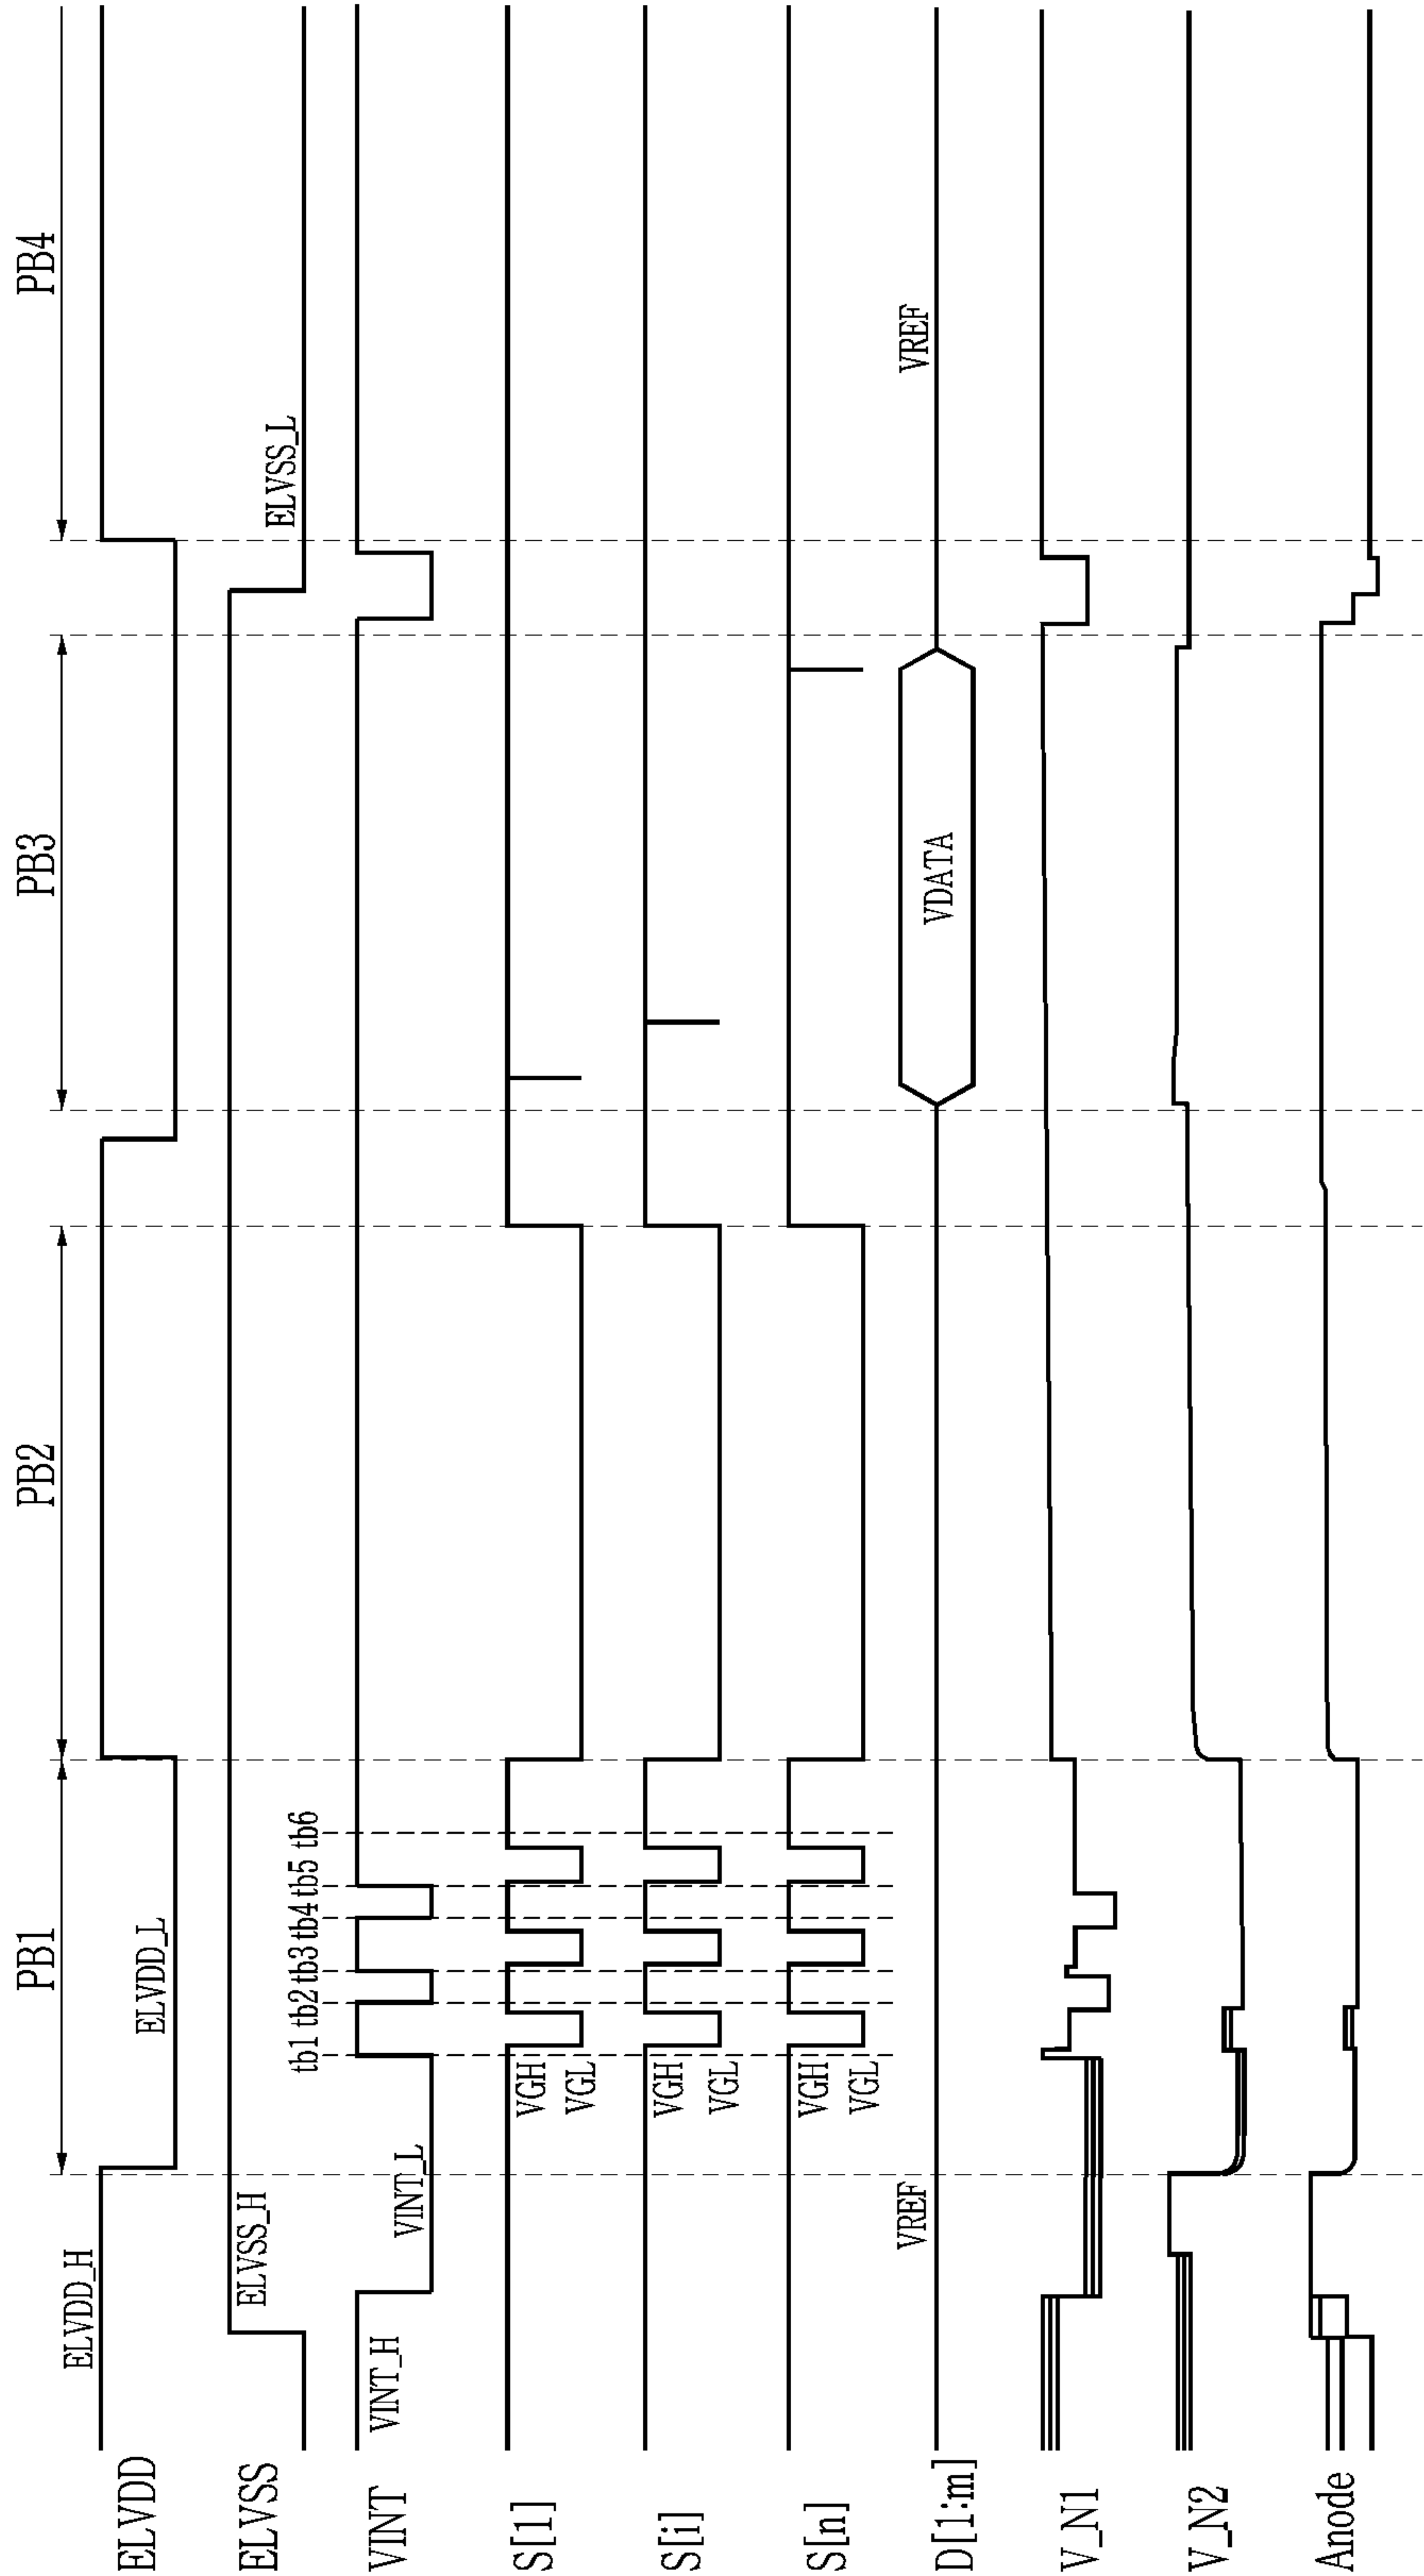 PB1 PB2 PB3 PB4
ELVDD ELVDD_H ELVDD_L
ELVSS ELVSS_H ELVSS_L
VINT VINT_H VINT_L
tb1 tb2 tb3 tb4 tb5 tb6
S[1] VGH
VGL
S[i] VGH
VGL
S[n] VGH
VGL
D[1:m] VREF VDATA VREF
V_N1
V_N2
Anode